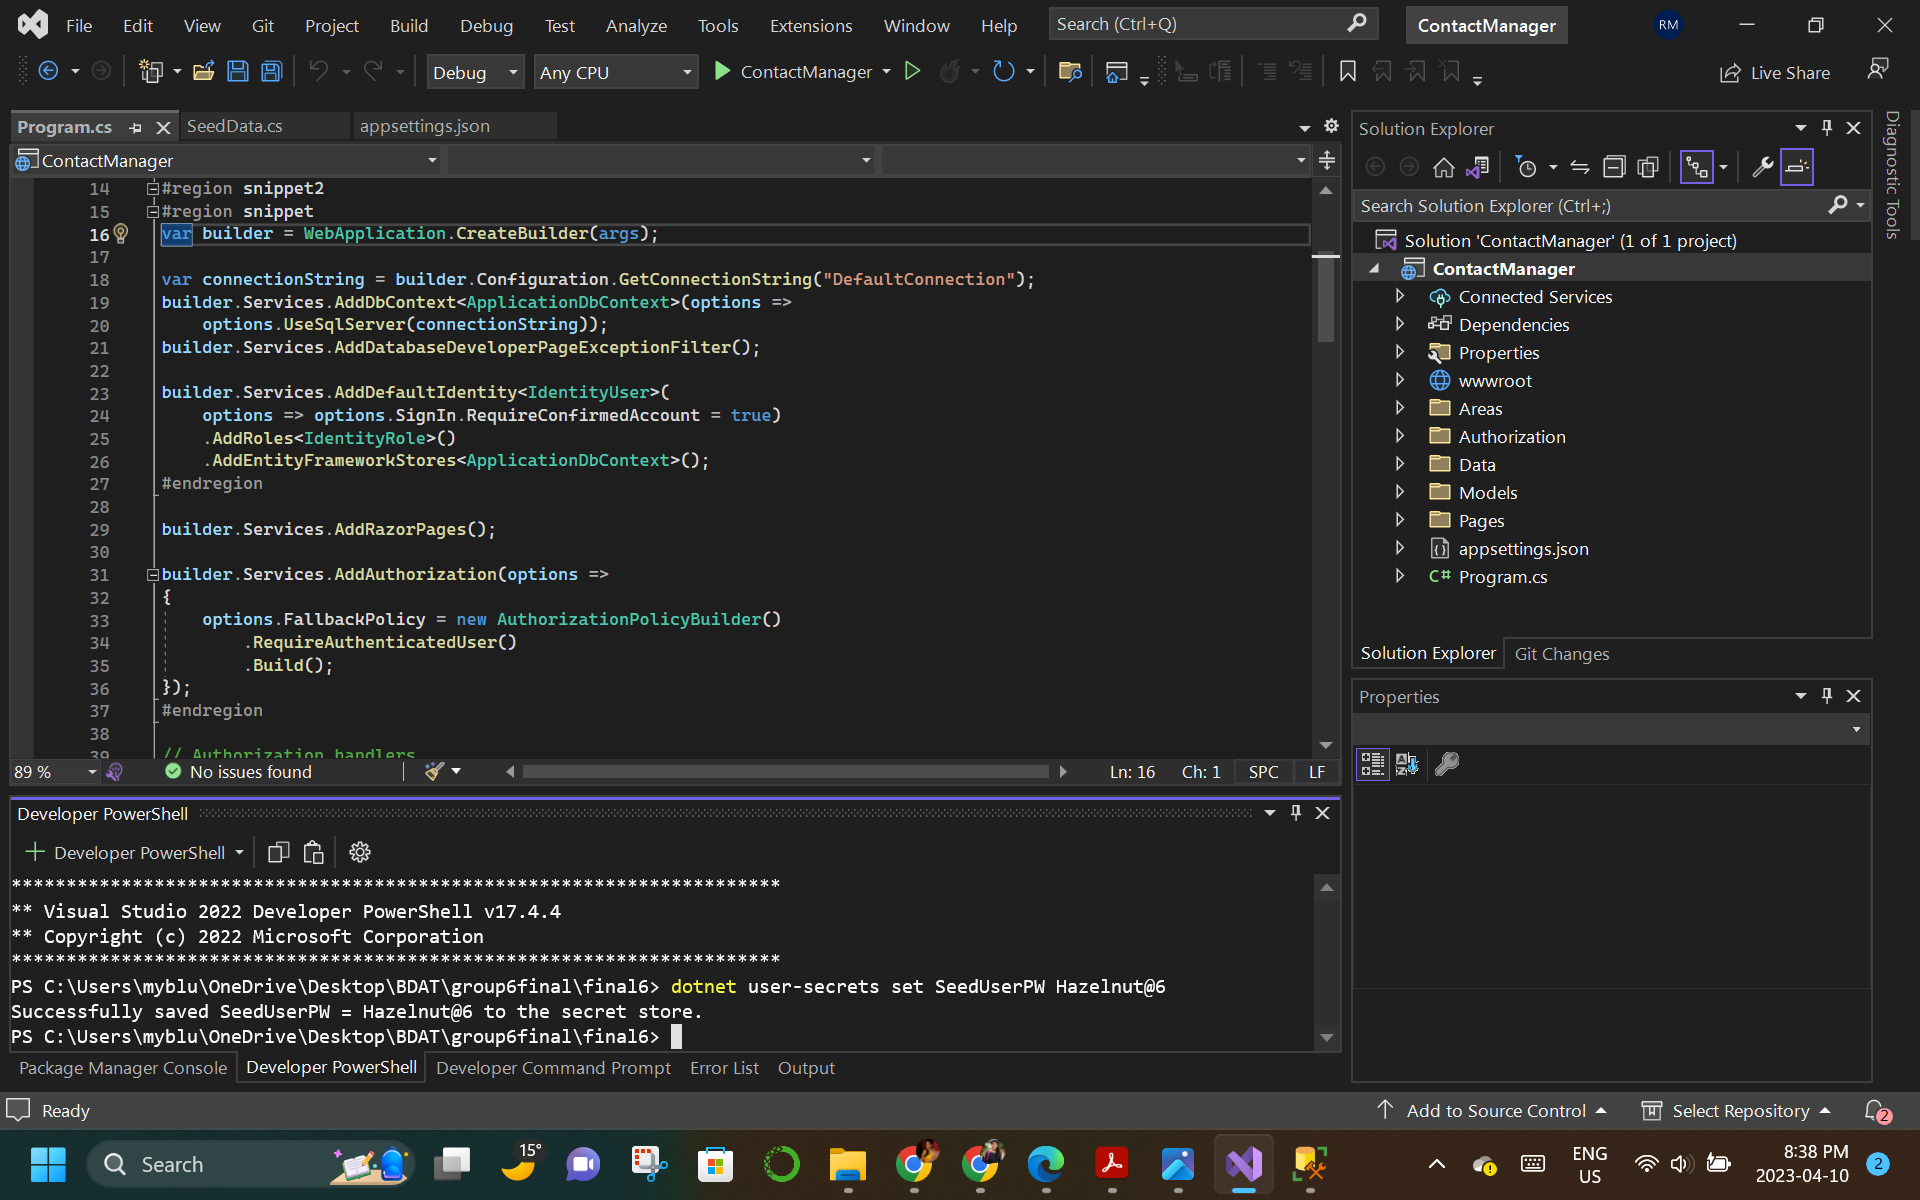 File Edit View Git Project Build Debug Test Analyze Tools Extensions Window Help Search (Ctrl+Q) ContactManager RM
Debug Any CPU ContactManager Live Share
Program.cs SeedData.cs appsettings.json
ContactManager
14 #region snippet2
15 #region snippet
16 var builder = WebApplication.CreateBuilder(args);
17
18 var connectionString = builder.Configuration.GetConnectionString("DefaultConnection");
19 builder.Services.AddDbContext<ApplicationDbContext>(options =>
20 options.UseSqlServer(connectionString));
21 builder.Services.AddDatabaseDeveloperPageExceptionFilter();
22
23 builder.Services.AddDefaultIdentity<IdentityUser>(
24 options => options.SignIn.RequireConfirmedAccount = true)
25 .AddRoles<IdentityRole>()
26 .AddEntityFrameworkStores<ApplicationDbContext>();
27 #endregion
28
29 builder.Services.AddRazorPages();
30
31 builder.Services.AddAuthorization(options =>
32 {
33 options.FallbackPolicy = new AuthorizationPolicyBuilder()
34 .RequireAuthenticatedUser()
35 .Build();
36 });
37 #endregion
38
39 // Authorization handlers
89 % No issues found Ln: 16 Ch: 1 SPC LF
Solution Explorer
Search Solution Explorer (Ctrl+;)
Solution 'ContactManager' (1 of 1 project)
ContactManager
Connected Services
Dependencies
Properties
wwwroot
Areas
Authorization
Data
Models
Pages
appsettings.json
C# Program.cs
Solution Explorer Git Changes
Properties
Diagnostic Tools
Developer PowerShell
Developer PowerShell
**********************************************************************
** Visual Studio 2022 Developer PowerShell v17.4.4
** Copyright (c) 2022 Microsoft Corporation
**********************************************************************
PS C:\Users\myblu\OneDrive\Desktop\BDAT\group6final\final6> dotnet user-secrets set SeedUserPW Hazelnut@6
Successfully saved SeedUserPW = Hazelnut@6 to the secret store.
PS C:\Users\myblu\OneDrive\Desktop\BDAT\group6final\final6>
Package Manager Console Developer PowerShell Developer Command Prompt Error List Output
Ready Add to Source Control Select Repository 2
Search 15° ENG US 8:38 PM 2023-04-10 2